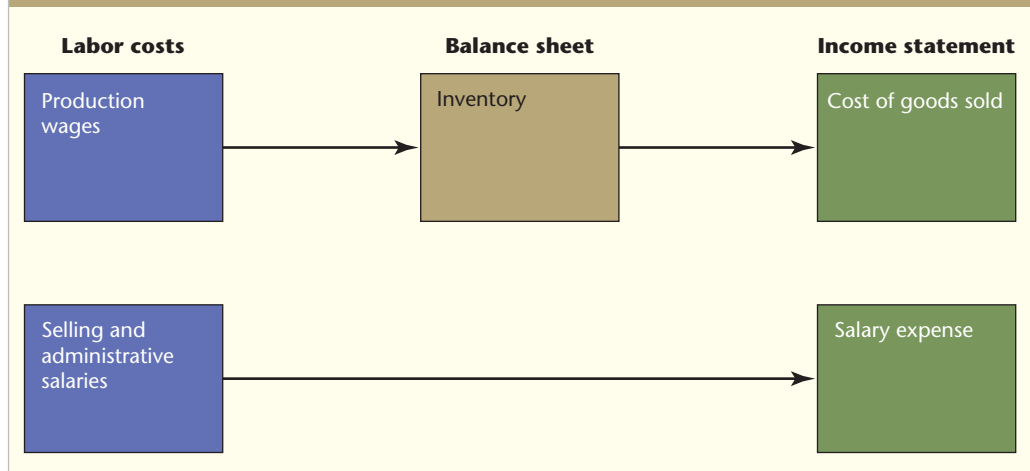 Labor costs
Balance sheet
Income statement
Production
wages
Inventory
Cost of goods sold
Selling and
administrative
salaries
Salary expense